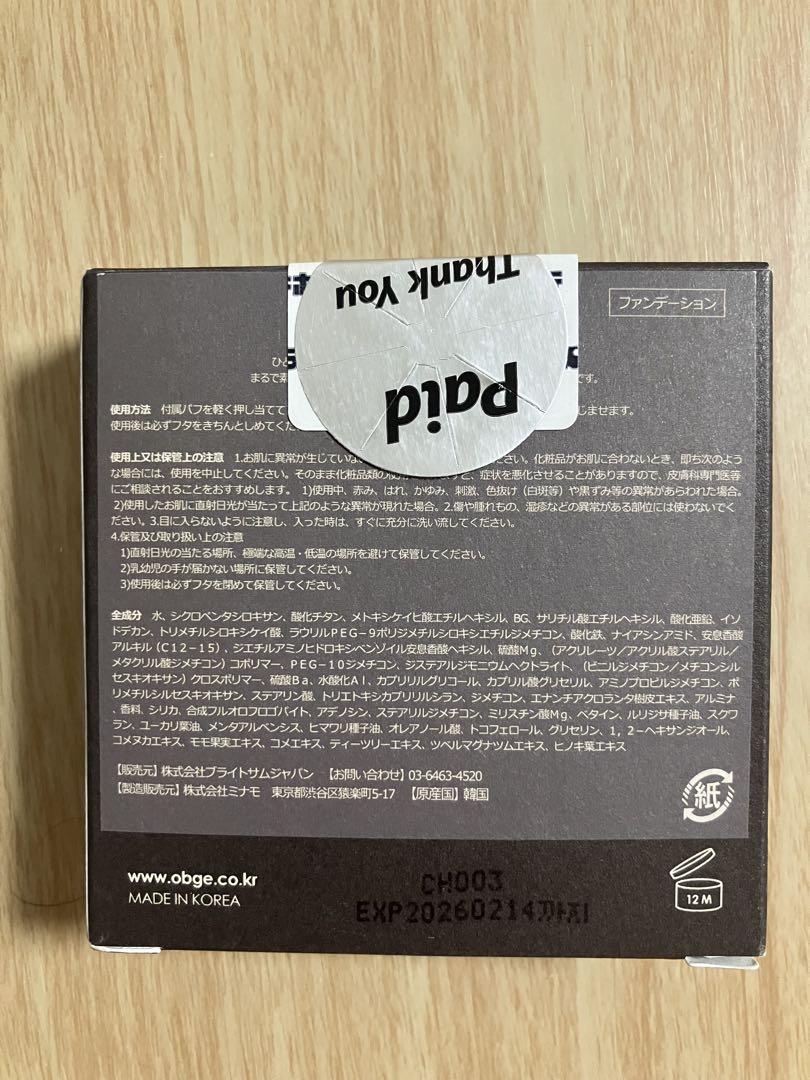 Thank You
Paid
ファンデーション
ひと
まるで素 です。
使用方法 付属パフを軽く押し当てて じませます。
使用後は必ずフタをきちんとしめてくだ
使用上又は保管上の注意 1.お肌に異常が生じていな ださい。化粧品がお肌に合わないとき、即ち次のよう
な場合には、使用を中止してください。そのまま化粧品類の使用 と、症状を悪化させることがありますので、皮膚科専門医等
にご相談されることをおすすめします。 1)使用中、赤み、はれ、かゆみ、刺激、色抜け(白斑等)や黒ずみ等の異常があらわれた場合。
2)使用したお肌に直射日光が当たって上記のような異常が現れた場合。2.傷や腫れもの、湿疹などの異常がある部位には使わないでく
ださい。3.目に入らないように注意し、入った時は、すぐに充分に洗い流してください。
4.保管及び取り扱い上の注意
1)直射日光の当たる場所、極端な高温・低温の場所を避けて保管してください。
2)乳幼児の手が届かない場所に保管してください。
3)使用後は必ずフタを閉めて保管してください。
全成分 水、シクロペンタシロキサン、酸化チタン、メトキシケイヒ酸エチルヘキシル、BG、サリチル酸エチルヘキシル、酸化亜鉛、イソ
ドデカン、トリメチルシロキシケイ酸、ラウリルPEG-9ポリジメチルシロキシエチルジメチコン、酸化鉄、ナイアシンアミド、安息香酸
アルキル(C12-15)、ジエチルアミノヒドロキシベンゾイル安息香酸ヘキシル、硫酸Mg、(アクリレーツ/アクリル酸ステアリル/
メタクリル酸ジメチコン)コポリマー、PEG-10ジメチコン、ジステアルジモニウムヘクトライト、(ビニルジメチコン/メチコンシル
セスキオキサン)クロスポリマー、硫酸Ba、水酸化Al、カプリリルグリコール、カプリル酸グリセリル、アミノプロピルジメチコン、ポ
リメチルシルセスキオキサン、ステアリン酸、トリエトキシカプリリルシラン、ジメチコン、エナンチアクロランタ樹皮エキス、アルミナ
、香料、シリカ、合成フルオロフロゴパイト、アデノシン、ステアリルジメチコン、ミリスチン酸Mg、ベタイン、ルリジサ種子油、スクワ
ラン、ユーカリ葉油、メンタアルベンシス、ヒマワリ種子油、オレアノール酸、トコフェロール、グリセリン、1,2-ヘキサンジオール、
コメヌカエキス、モモ果実エキス、コメエキス、ティーツリーエキス、ツベルマグナツムエキス、ヒノキ葉エキス
【販売元】株式会社ブライトサムジャパン 【お問い合わせ】03-6463-4520
【製造販売元】株式会社ミナモ 東京都渋谷区猿楽町5-17 【原産国】韓国
紙
www.obge.co.kr
MADE IN KOREA
CH003
EXP20260214까지
12M